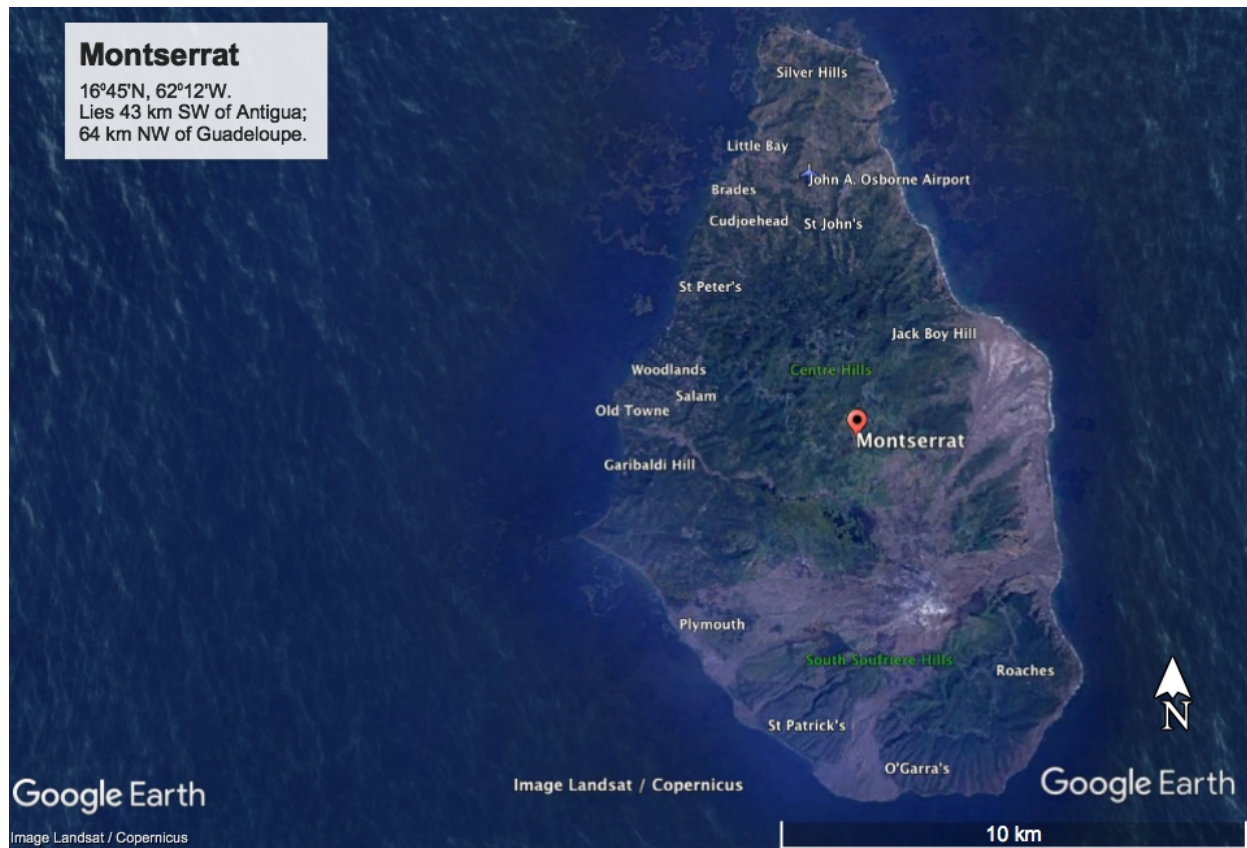 Montserrat
16º45'N, 62º12'W.
Lies 43 km SW of Antigua;
64 km NW of Guadeloupe.
Silver Hills
Little Bay
John A. Osborne Airport
Brades
Cudjoehead
St John's
St Peter's
Jack Boy Hill
Woodlands
Centre Hills
Salam
Old Towne
Montserrat
Garibaldi Hill
Plymouth
South Soufriere Hills
Roaches
N
St Patrick's
O'Garra's
Google Earth
Image Landsat / Copernicus
Google Earth
Image Landsat / Copernicus
10 km